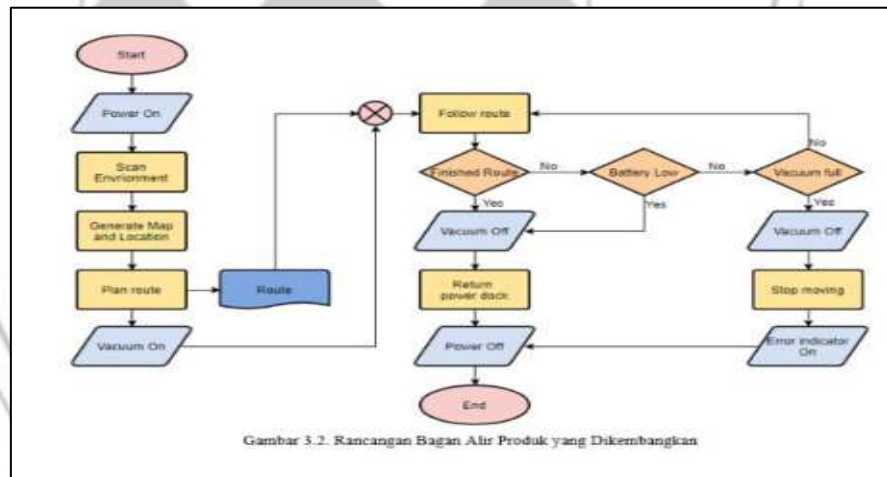 Start
Power On
Scan
Envrionment
Generate Map
and Location
Plan route
Route
Vacuum On
Follow route
Finished Route
No
Battery Low
No
Vacuum full
No
Yes
Yes
Yes
Vacuum Off
Vacuum Off
Return
power dock
Stop moving
Power Off
Error indicator
On
End
Gambar 3.2. Rancangan Bagan Alir Produk yang Dikembangkan